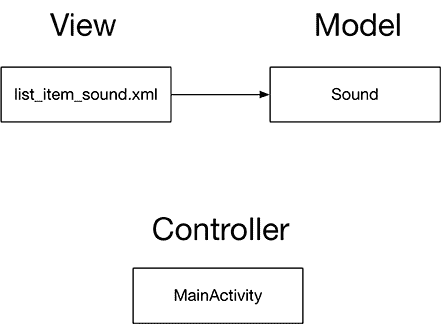 View
Model
list_item_sound.xml
Sound
Controller
MainActivity